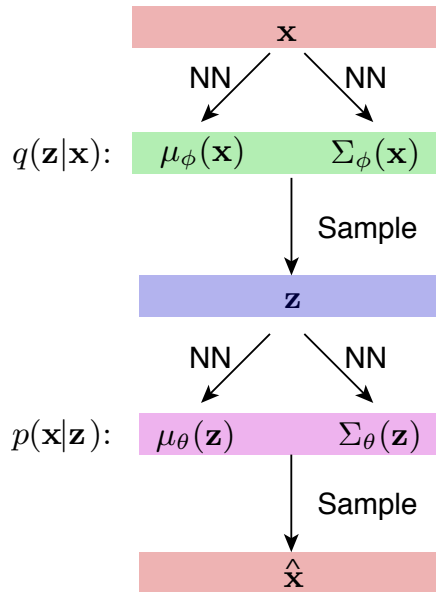 𝐱
NN NN
q(𝐳|𝐱): μ_ϕ(𝐱) Σ_ϕ(𝐱)
Sample
𝐳
NN NN
p(𝐱|𝐳): μ_θ(𝐳) Σ_θ(𝐳)
Sample
𝐱̂